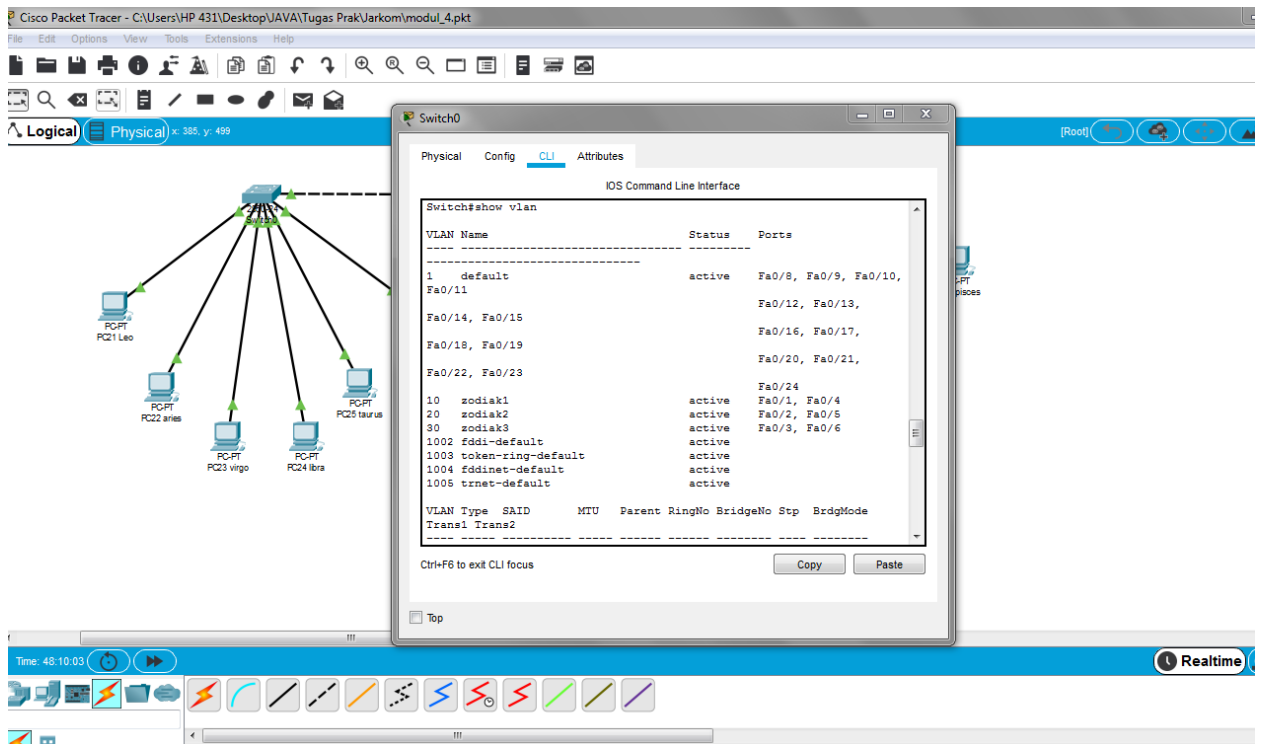 Cisco Packet Tracer - C:\Users\HP 431\Desktop\JAVA\Tugas Prak\Jarkom\modul_4.pkt
File Edit Options View Tools Extensions Help
Logical Physical x: 385, y: 499
[Root]
Switch0
Physical Config CLI Attributes
IOS Command Line Interface
Switch#show vlan
VLAN Name Status Ports
---- -------------------------------- ---------
-------------------------------
1 default active Fa0/8, Fa0/9, Fa0/10,
Fa0/11
Fa0/12, Fa0/13,
Fa0/14, Fa0/15
Fa0/16, Fa0/17,
Fa0/18, Fa0/19
Fa0/20, Fa0/21,
Fa0/22, Fa0/23
Fa0/24
10 zodiak1 active Fa0/1, Fa0/4
20 zodiak2 active Fa0/2, Fa0/5
30 zodiak3 active Fa0/3, Fa0/6
1002 fddi-default active
1003 token-ring-default active
1004 fddinet-default active
1005 trnet-default active
VLAN Type SAID MTU Parent RingNo BridgeNo Stp BrdgMode
Trans1 Trans2
---- ----- ---------- ----- ------ ------ -------- ---- --------
Ctrl+F6 to exit CLI focus
Copy Paste
Top
Switch0
PC-PT
PC21 Leo
PC-PT
PC22 aries
PC-PT
PC23 virgo
PC-PT
PC24 libra
PC-PT
PC25 taurus
pisces
Time: 48:10:03
Realtime